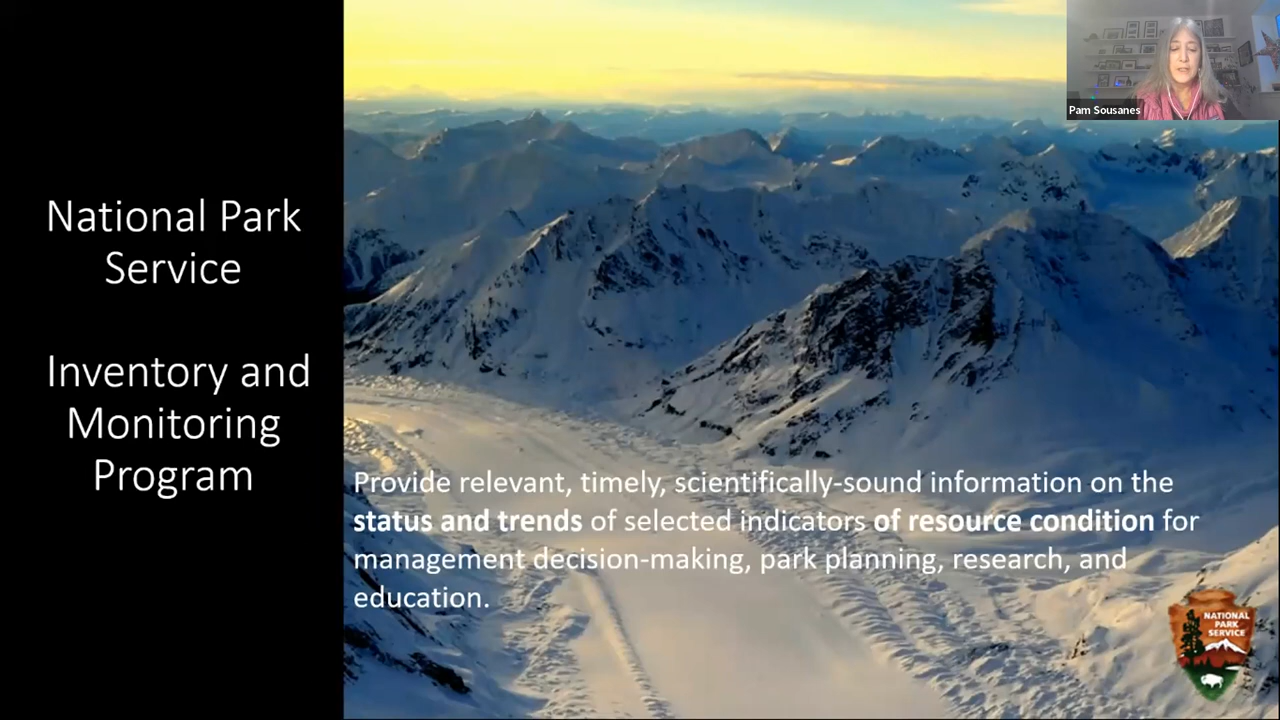 National Park
Service
Inventory and
Monitoring
Program
Pam Sousanes
Provide relevant, timely, scientifically-sound information on the
status and trends of selected indicators of resource condition for
management decision-making, park planning, research, and
education.
NATIONAL
PARK
SERVICE